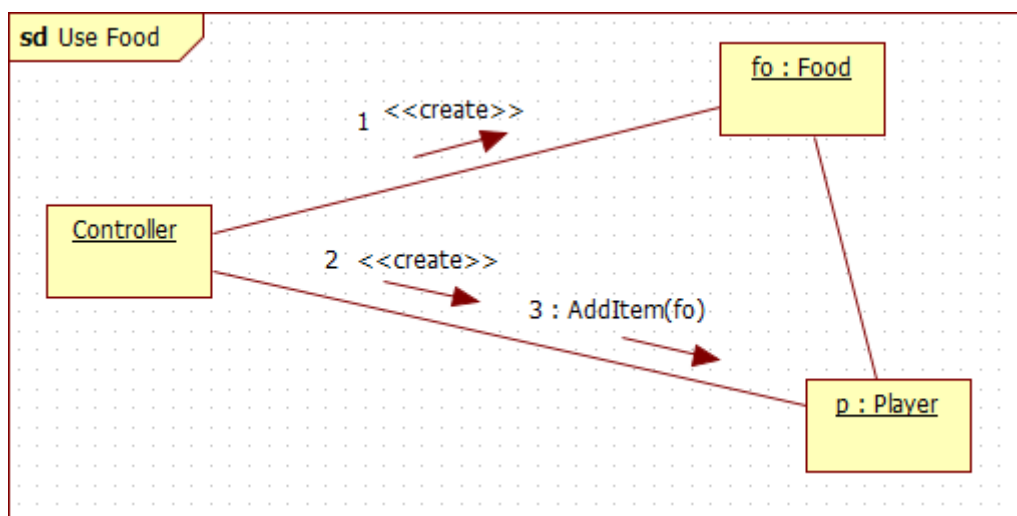 sd Use Food
fo : Food
1 <<create>>
Controller
2 <<create>>
3 : AddItem(fo)
p : Player